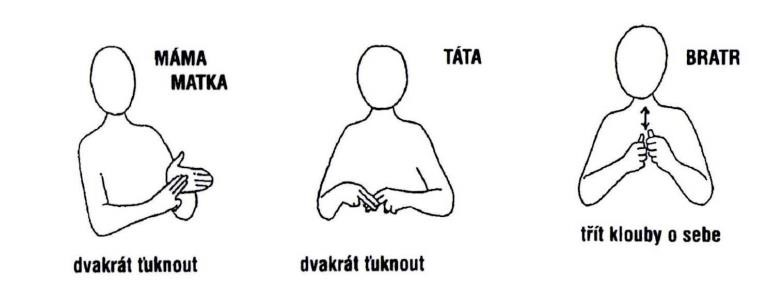 MÁMA
MATKA
dvakrát ťuknout
TÁTA
dvakrát ťuknout
BRATR
třít klouby o sebe